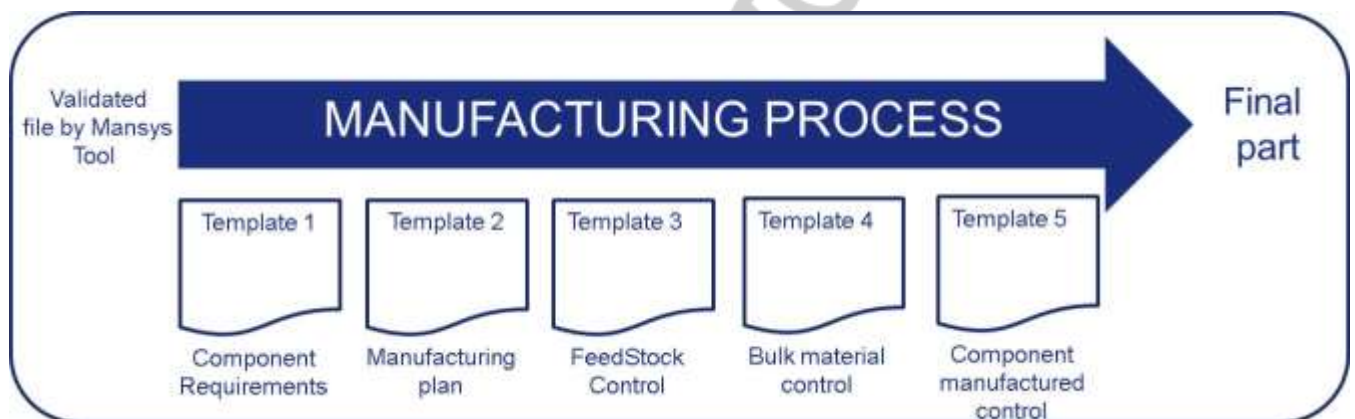 Validated
file by Mansys
Tool
MANUFACTURING PROCESS
Final
part
Template 1
Template 2
Template 3
Template 4
Template 5
Component
Requirements
Manufacturing
plan
FeedStock
Control
Bulk material
control
Component
manufactured
control